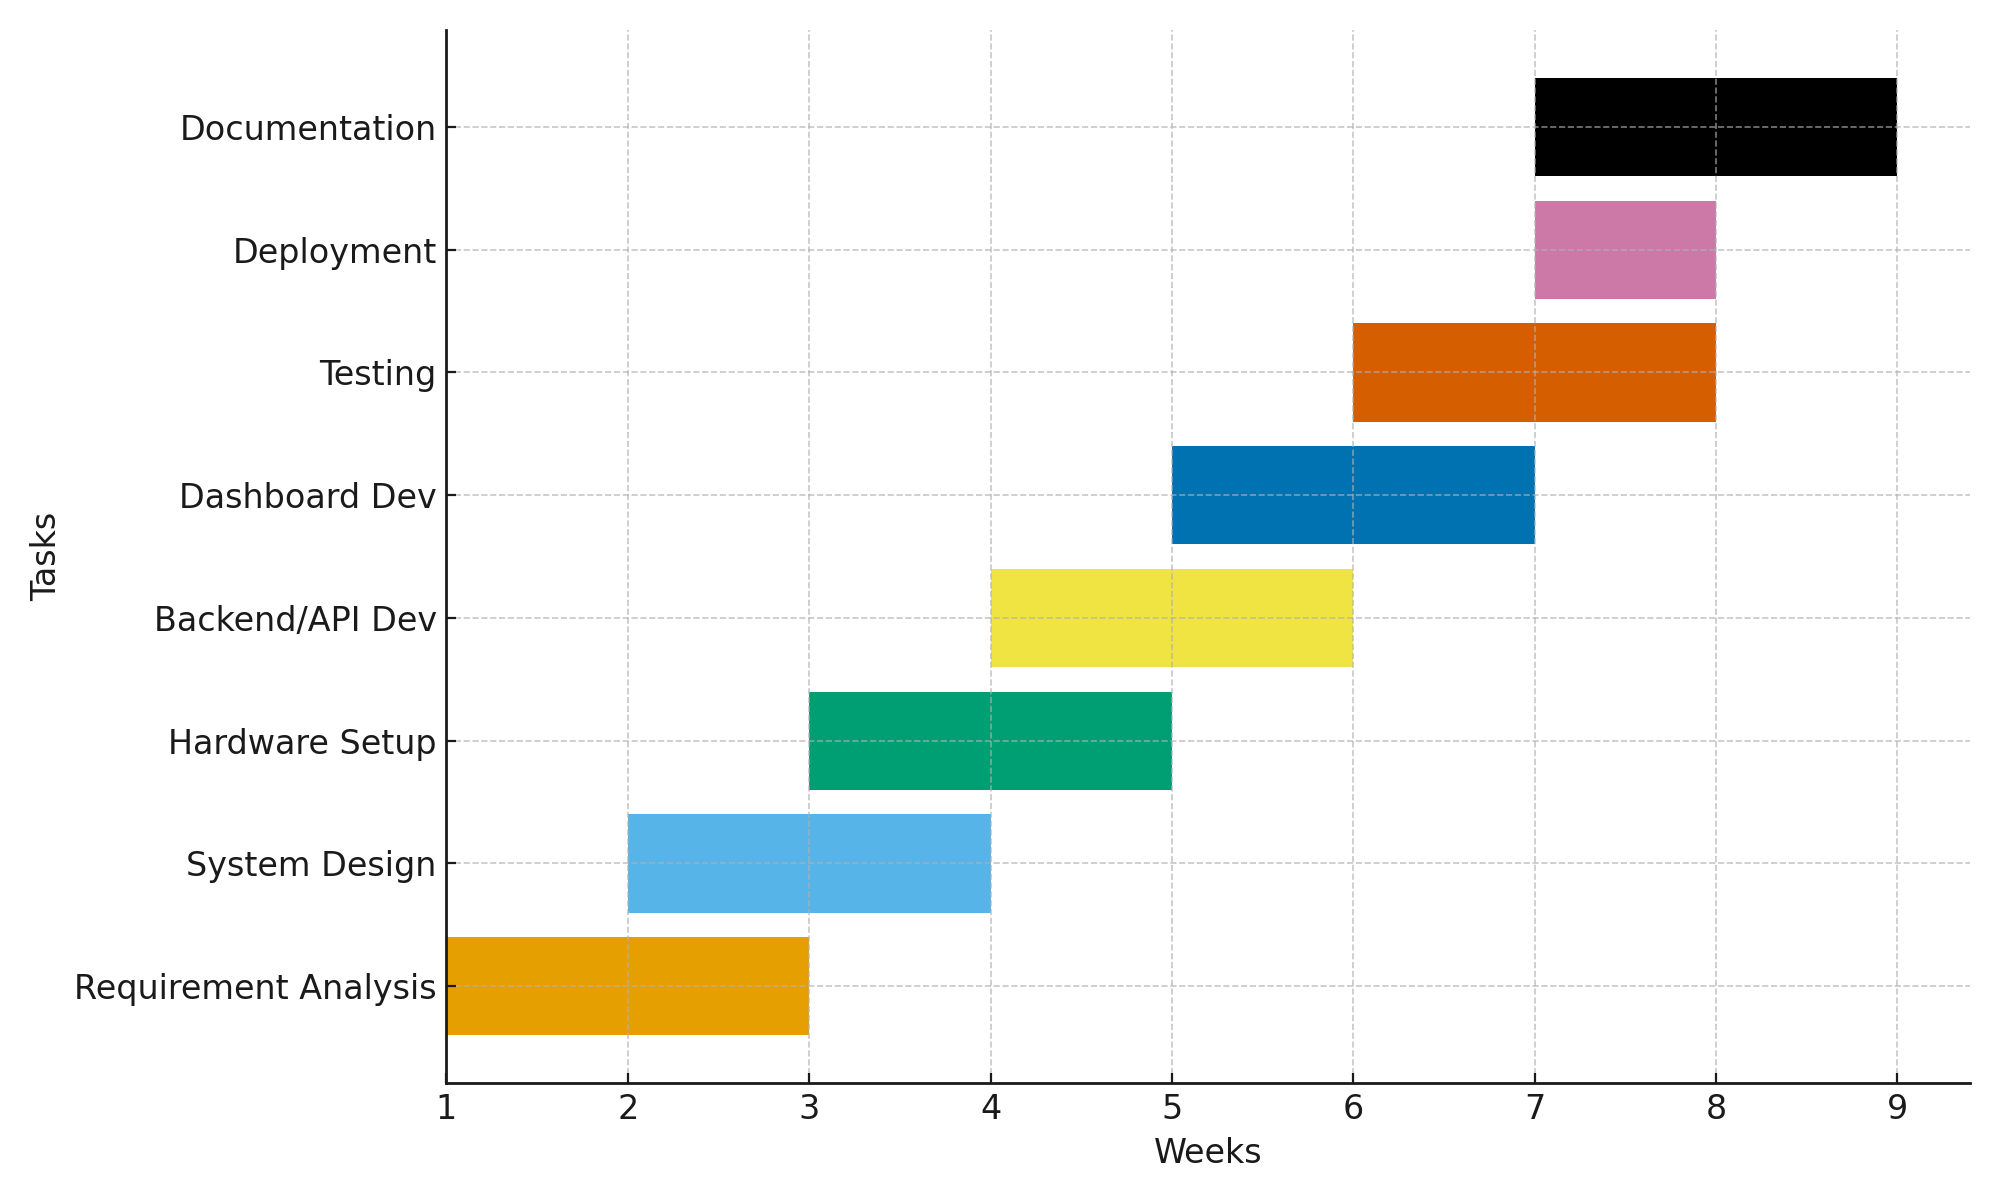 Documentation
Deployment
Testing
Dashboard Dev
Backend/API Dev
Hardware Setup
System Design
Requirement Analysis
Tasks
1 2 3 4 5 6 7 8 9
Weeks